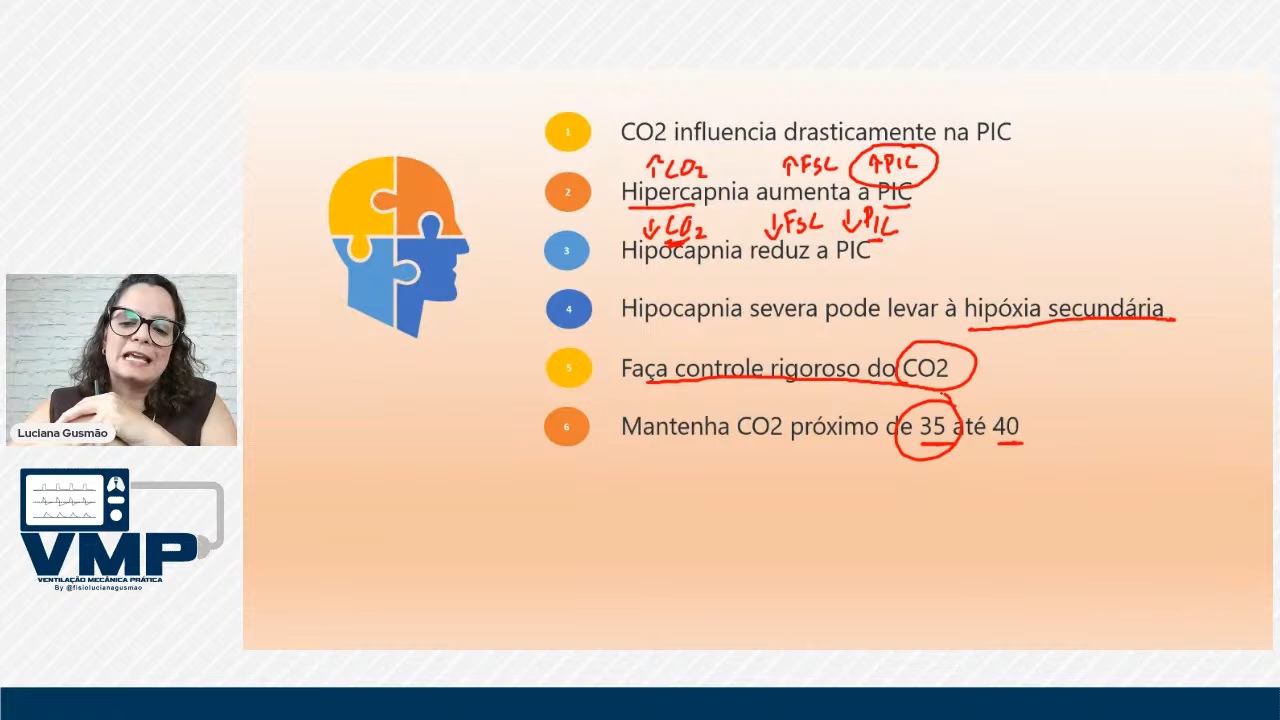 1 CO2 influencia drasticamente na PIC
↑CO2 ↑FSC ↑PIC
2 Hipercapnia aumenta a PIC
↓CO2 ↓FSC ↓PIC
3 Hipocapnia reduz a PIC
4 Hipocapnia severa pode levar à hipóxia secundária
5 Faça controle rigoroso do CO2
6 Mantenha CO2 próximo de 35 até 40
Luciana Gusmão
VMP
VENTILAÇÃO MECÂNICA PRÁTICA
By @fisiolucianagusmao